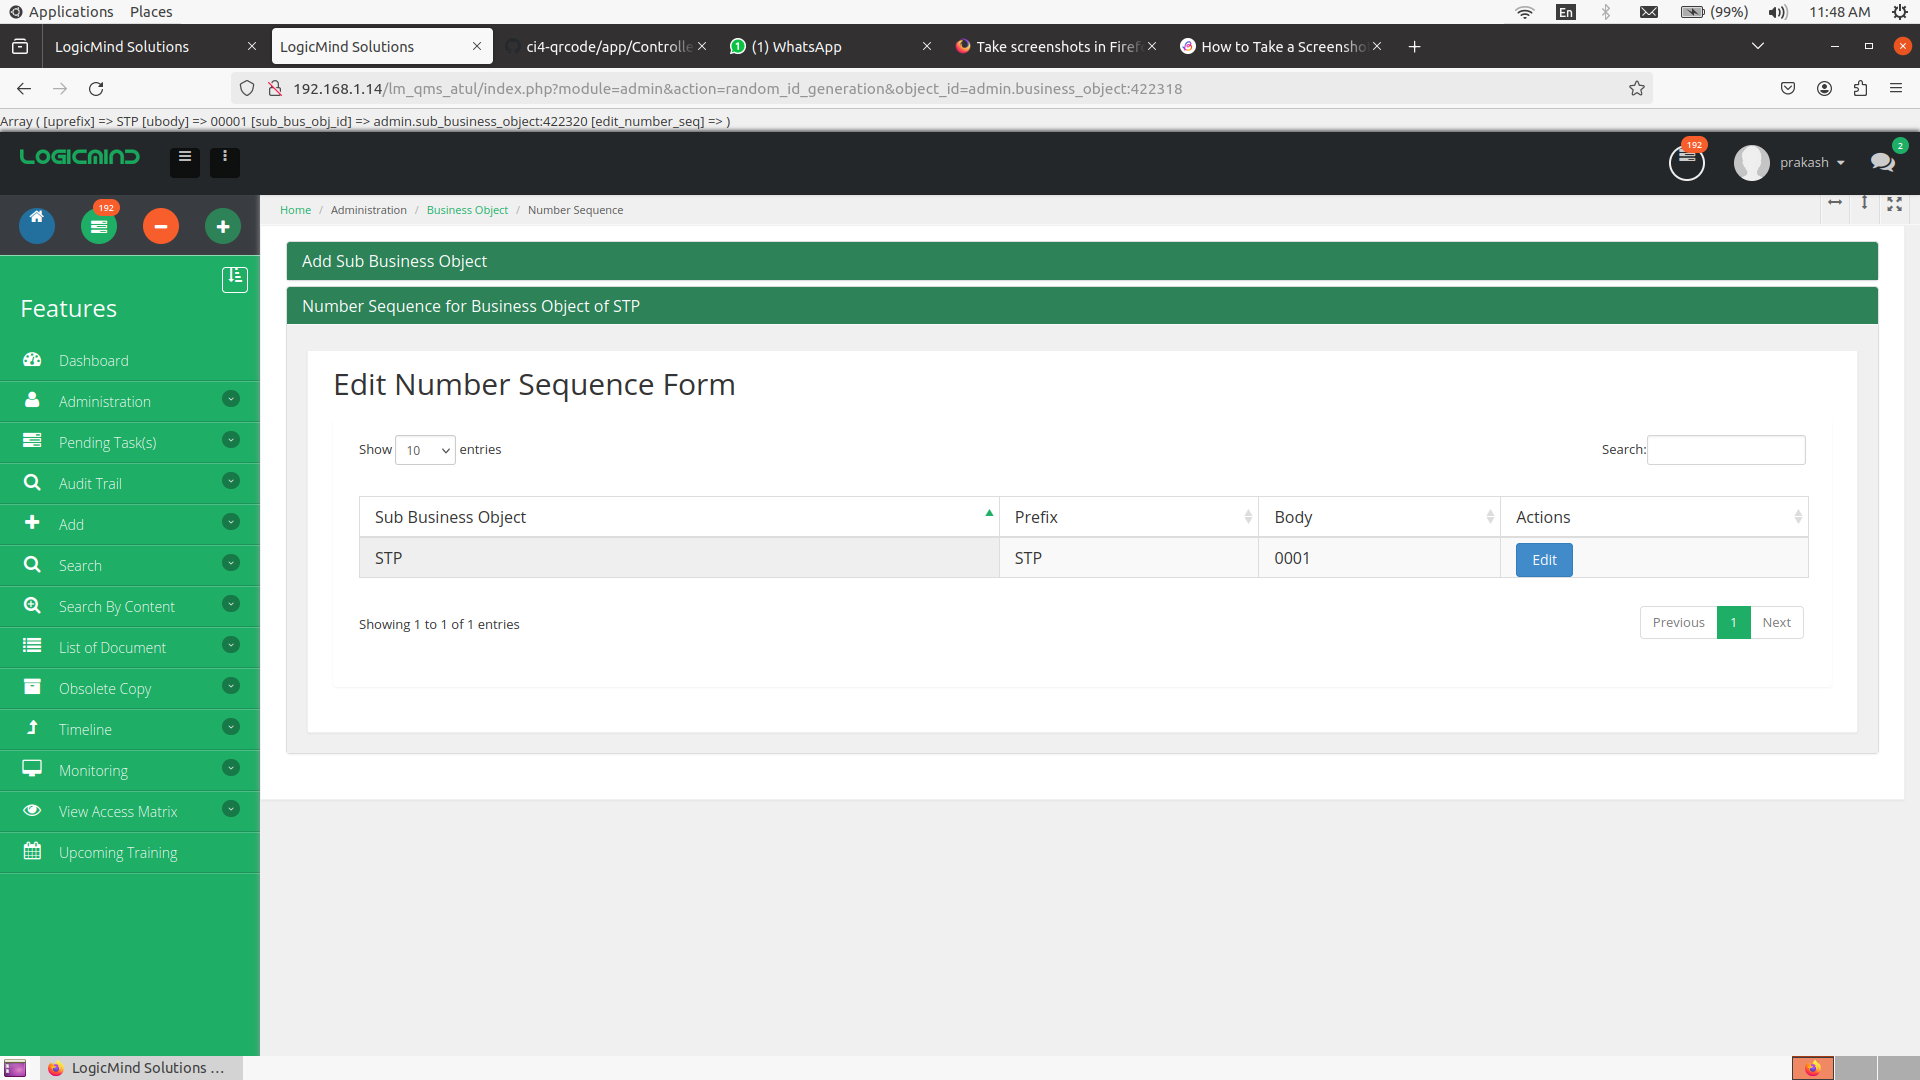 Applications Places
En (99%) 11:48 AM
LogicMind Solutions LogicMind Solutions ci4-qrcode/app/Controlle (1) WhatsApp Take screenshots in Firef How to Take a Screensho
192.168.1.14/lm_qms_atul/index.php?module=admin&action=random_id_generation&object_id=admin.business_object:422318
Array ( [uprefix] => STP [ubody] => 00001 [sub_bus_obj_id] => admin.sub_business_object:422320 [edit_number_seq] => )
LOGICMIND
192
prakash
2
192
Home / Administration / Business Object / Number Sequence
Features
Dashboard
Administration
Pending Task(s)
Audit Trail
Add
Search
Search By Content
List of Document
Obsolete Copy
Timeline
Monitoring
View Access Matrix
Upcoming Training
Add Sub Business Object
Number Sequence for Business Object of STP
Edit Number Sequence Form
Show 10 entries
Search:
Sub Business Object Prefix Body Actions
STP STP 0001 Edit
Showing 1 to 1 of 1 entries
Previous 1 Next
LogicMind Solutions ...